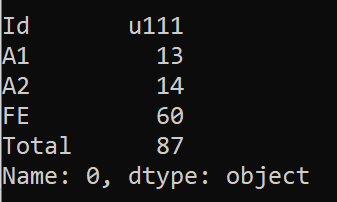 Id       u111
A1         13
A2         14
FE         60
Total      87
Name: 0, dtype: object